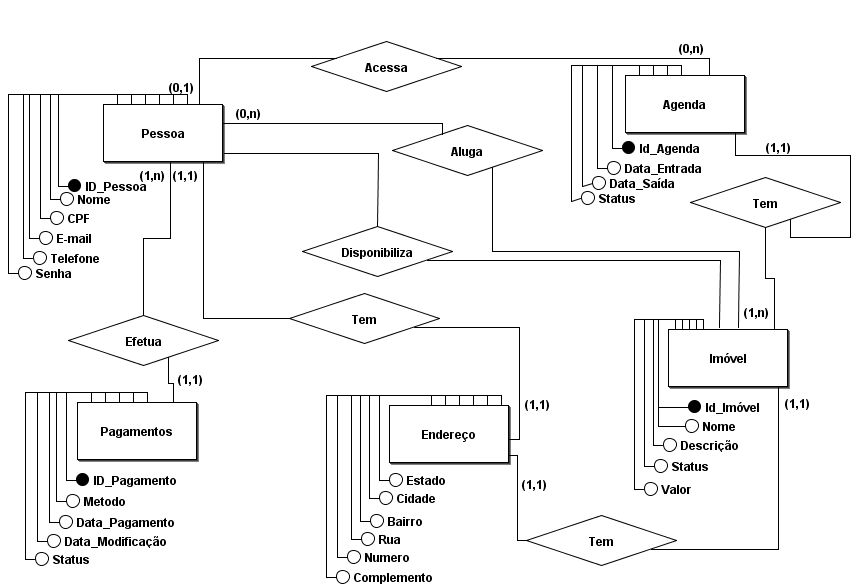 (0,n)
Acessa
(0,1)
Agenda
(0,n)
Pessoa
Aluga
Id_Agenda
(1,1)
Data_Entrada
(1,n)
(1,1)
Data_Saída
ID_Pessoa
Status
Nome
Tem
CPF
E-mail
Disponibiliza
Telefone
Senha
(1,n)
Tem
Efetua
Imóvel
(1,1)
(1,1)
(1,1)
Id_Imóvel
Nome
Pagamentos
Endereço
Descrição
Status
ID_Pagamento
Estado
(1,1)
Valor
Metodo
Cidade
Data_Pagamento
Bairro
Data_Modificação
Rua
Tem
Status
Numero
Complemento